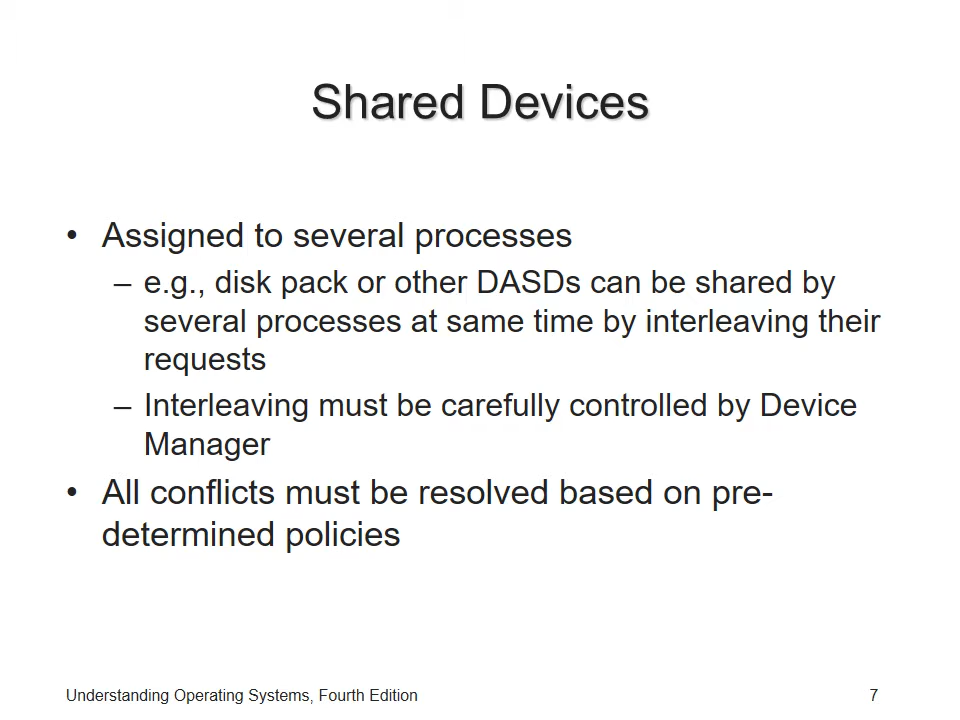 Shared Devices
• Assigned to several processes
– e.g., disk pack or other DASDs can be shared by
several processes at same time by interleaving their
requests
– Interleaving must be carefully controlled by Device
Manager
• All conflicts must be resolved based on pre-
determined policies
Understanding Operating Systems, Fourth Edition 7